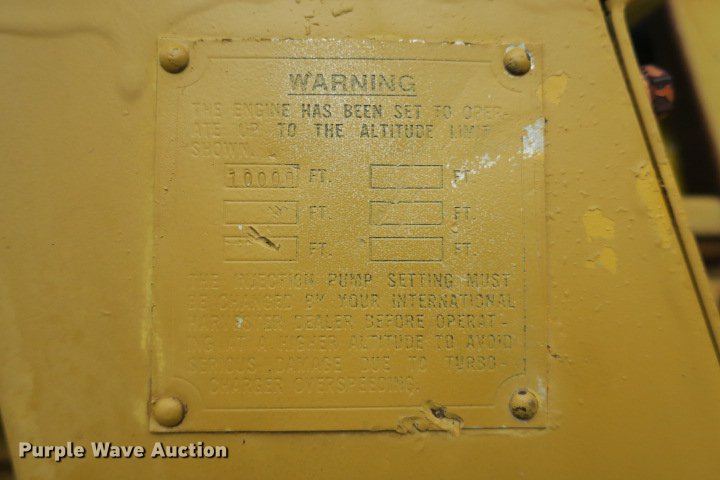 WARNING
THE ENGINE HAS BEEN SET TO OPER-
ATE UP TO THE ALTITUDE LIMIT
SHOWN.
10000 FT. FT.
FT. FT.
FT. FT.
THE INJECTION PUMP SETTING MUST
BE CHANGED BY YOUR INTERNATIONAL
DEALER BEFORE OPERAT-
ING AT A HIGHER ALTITUDE TO AVOID
DAMAGE DUE TO TURBO-
CHARGER OVERSPEEDING.
Purple Wave Auction